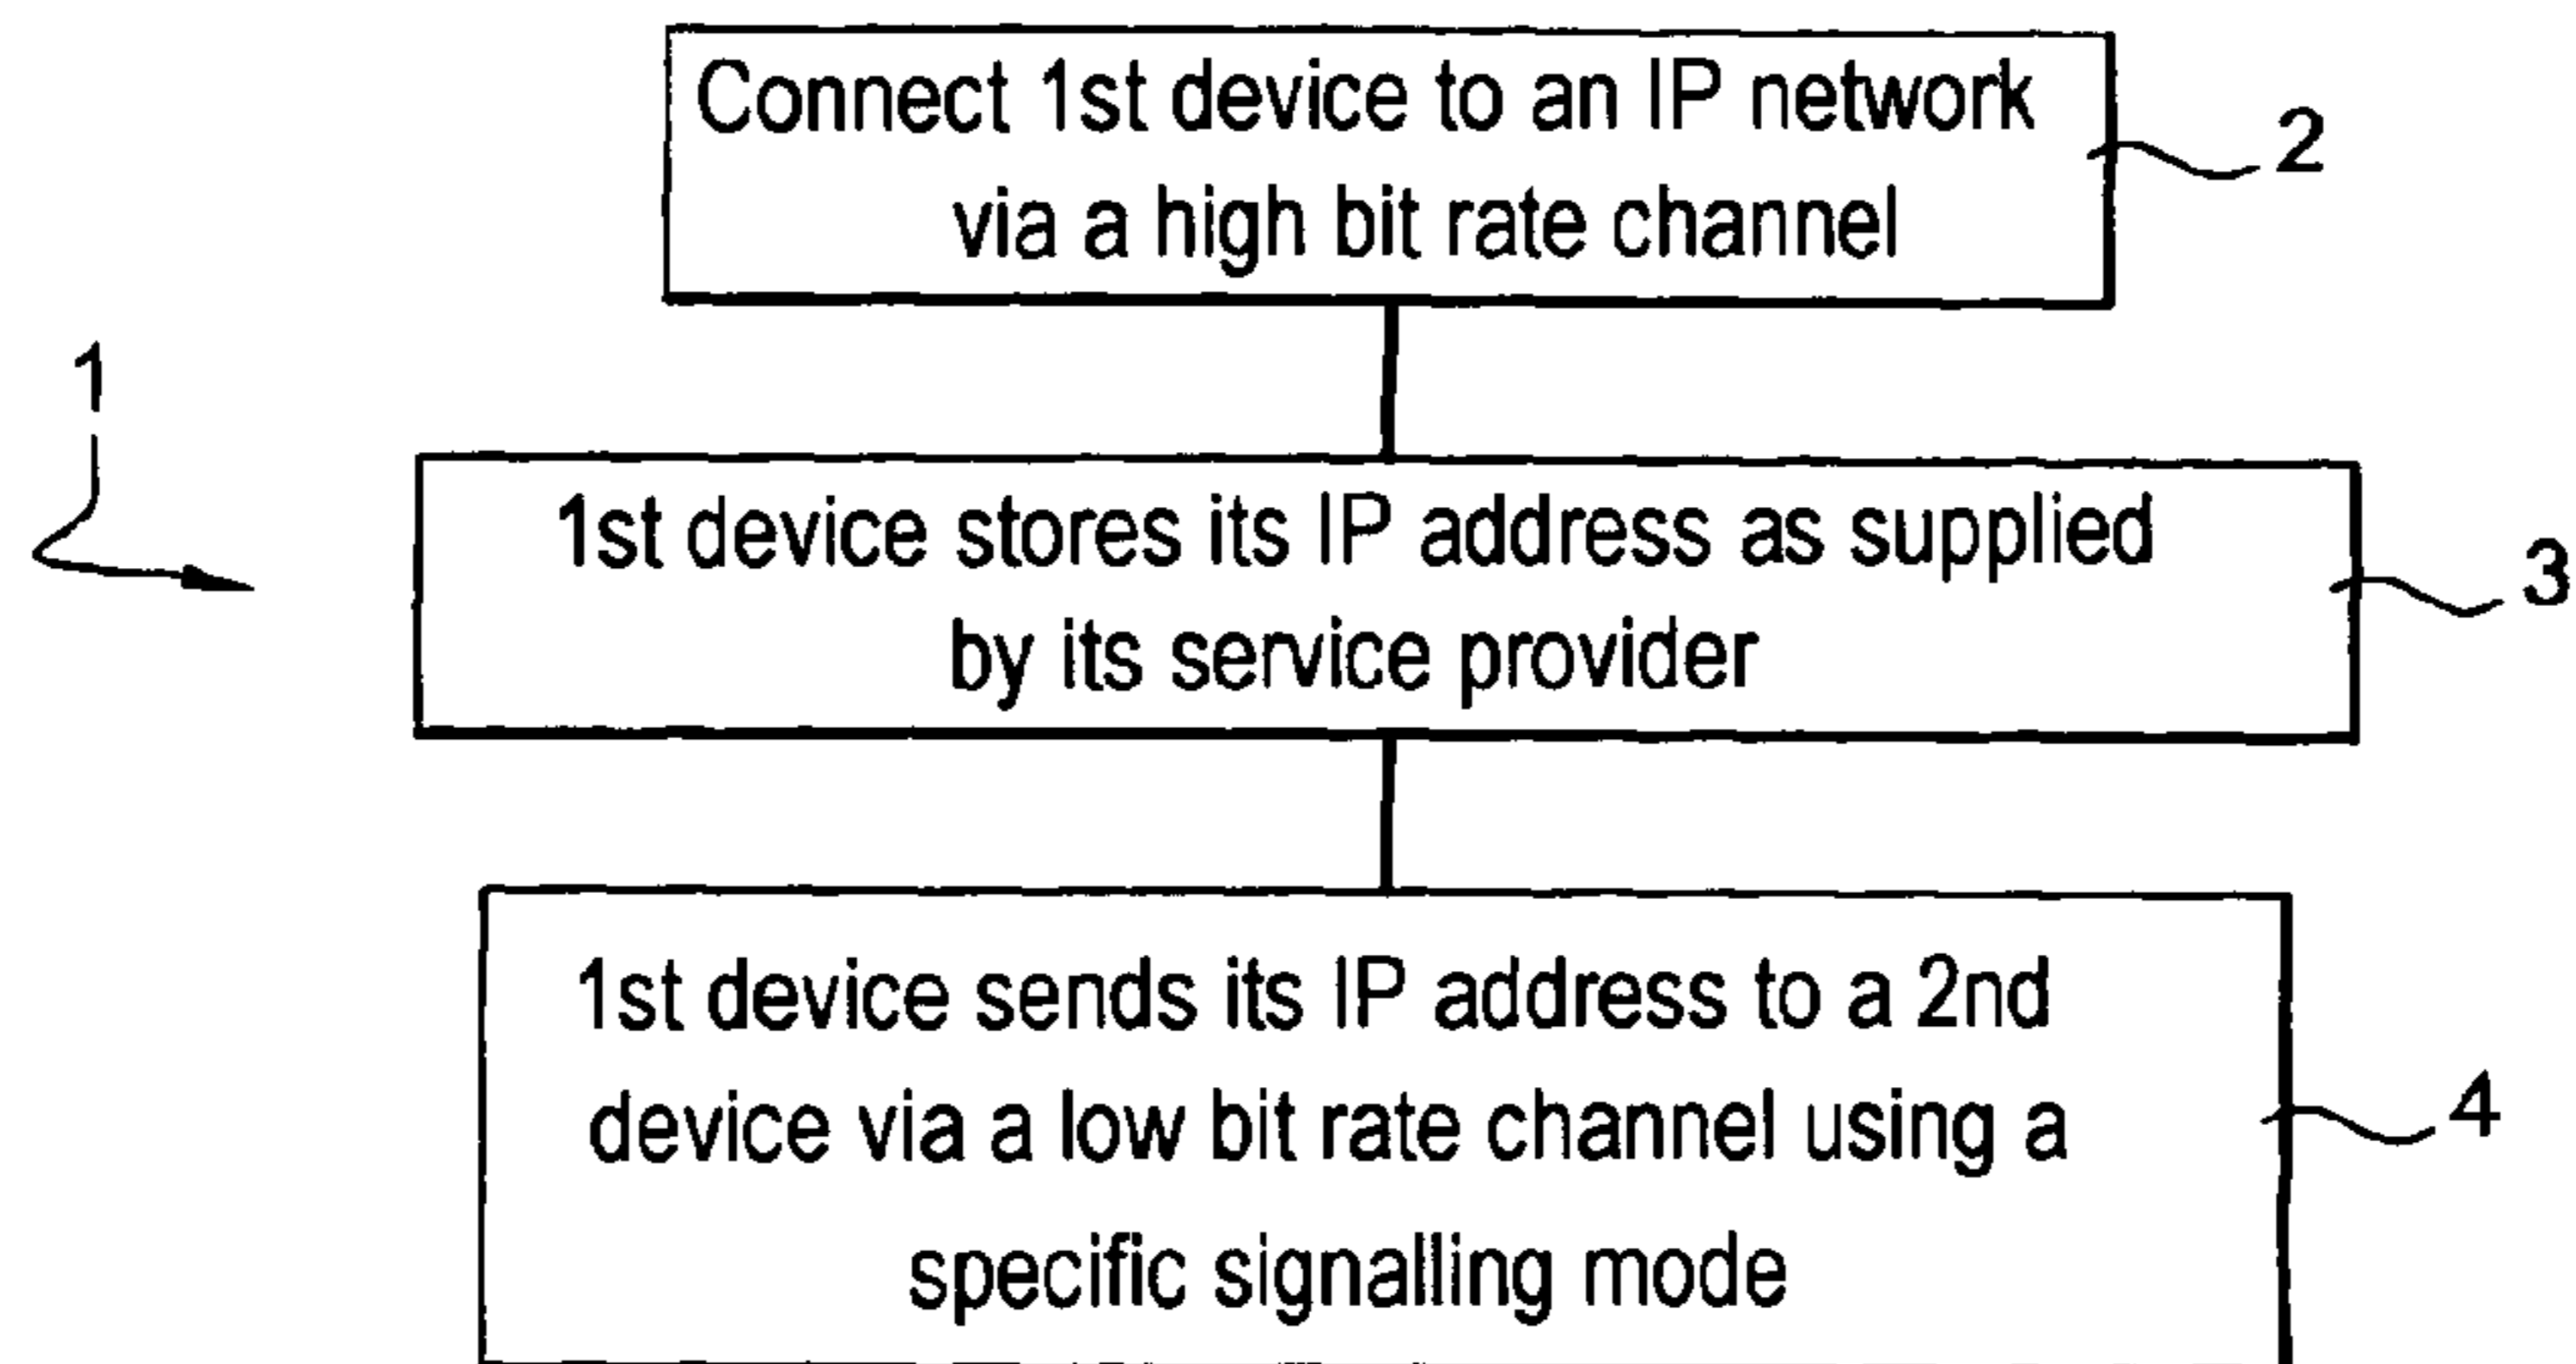 Connect 1st device to an IP network
via a high bit rate channel
2
1
1st device stores its IP address as supplied
by its service provider
3
1st device sends its IP address to a 2nd
device via a low bit rate channel using a
specific signalling mode
4